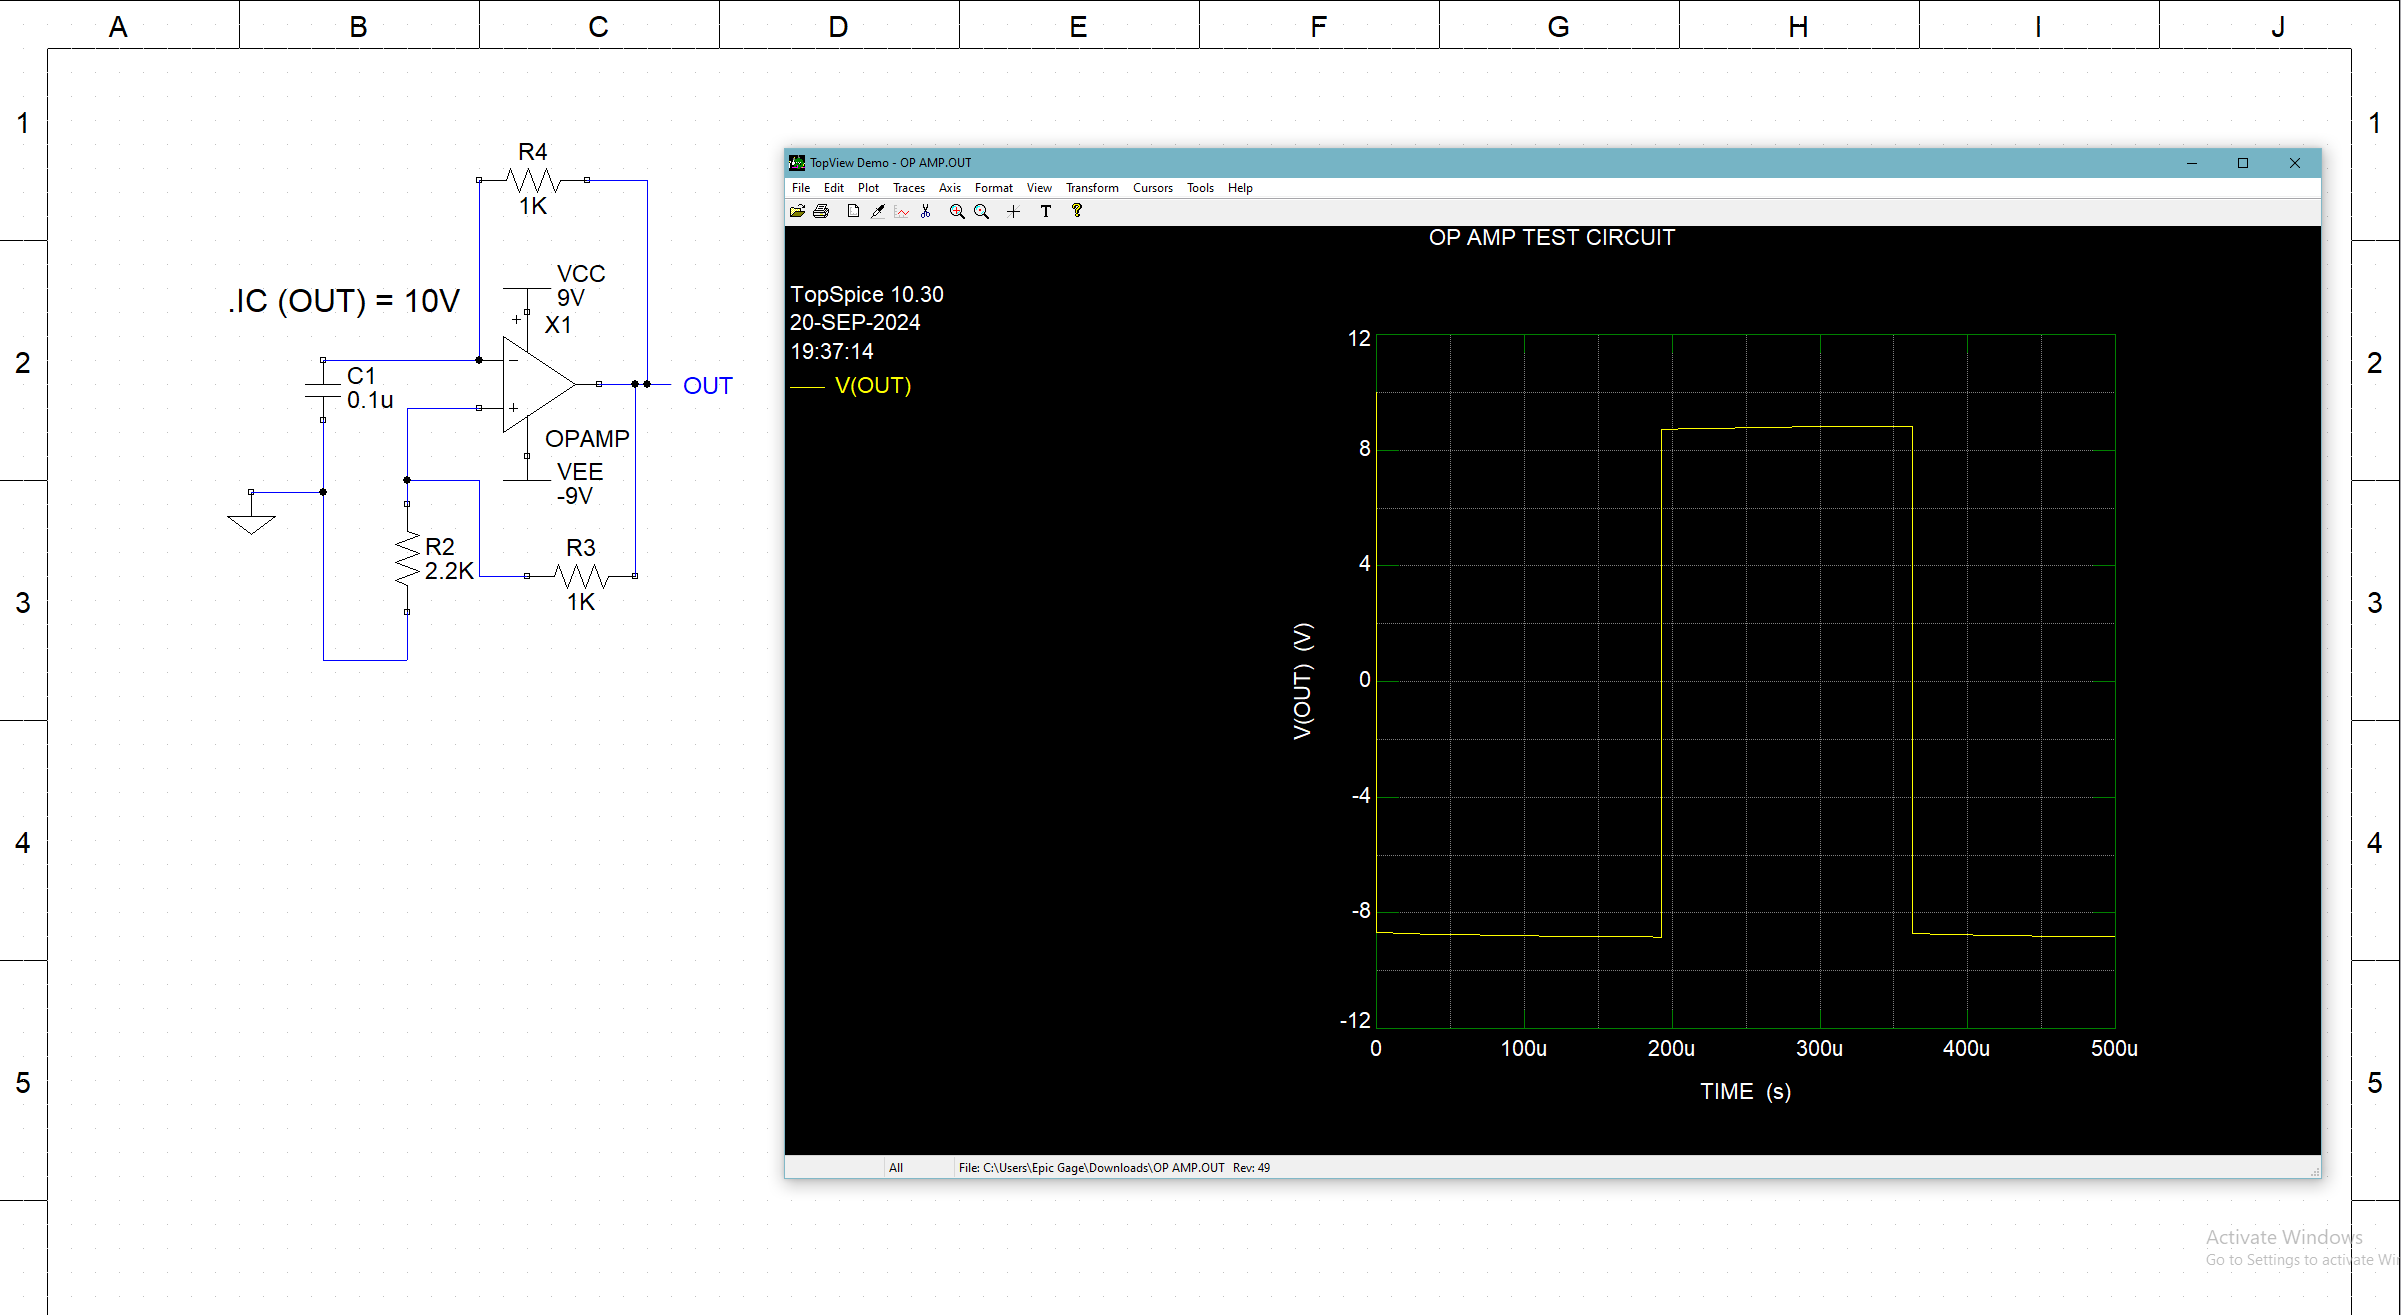 A B C D E F G H I J
1 1
2 2
3 3
4 4
5 5
R4
1K
.IC (OUT) = 10V
VCC
9V
+
X1
C1
0.1u
−
+
OUT
OPAMP
VEE
-9V
R2
2.2K
R3
1K
TopView Demo - OP AMP.OUT
File Edit Plot Traces Axis Format View Transform Cursors Tools Help
T ?
OP AMP TEST CIRCUIT
TopSpice 10.30
20-SEP-2024
19:37:14
V(OUT)
12
8
4
0
-4
-8
-12
V(OUT) (V)
0 100u 200u 300u 400u 500u
TIME (s)
All File: C:\Users\Epic Gage\Downloads\OP AMP.OUT Rev: 49
Activate Windows
Go to Settings to activate Wi